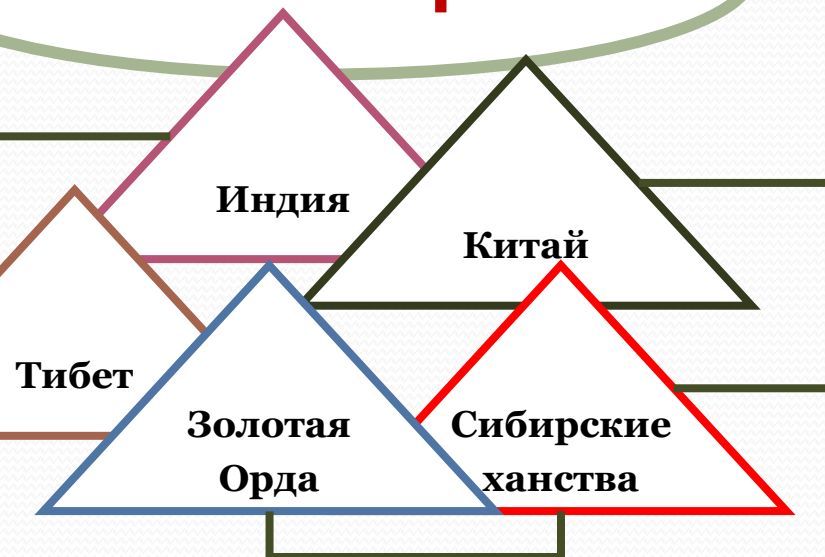 Индия
Китай
Тибет
Золотая
Орда
Сибирские
ханства